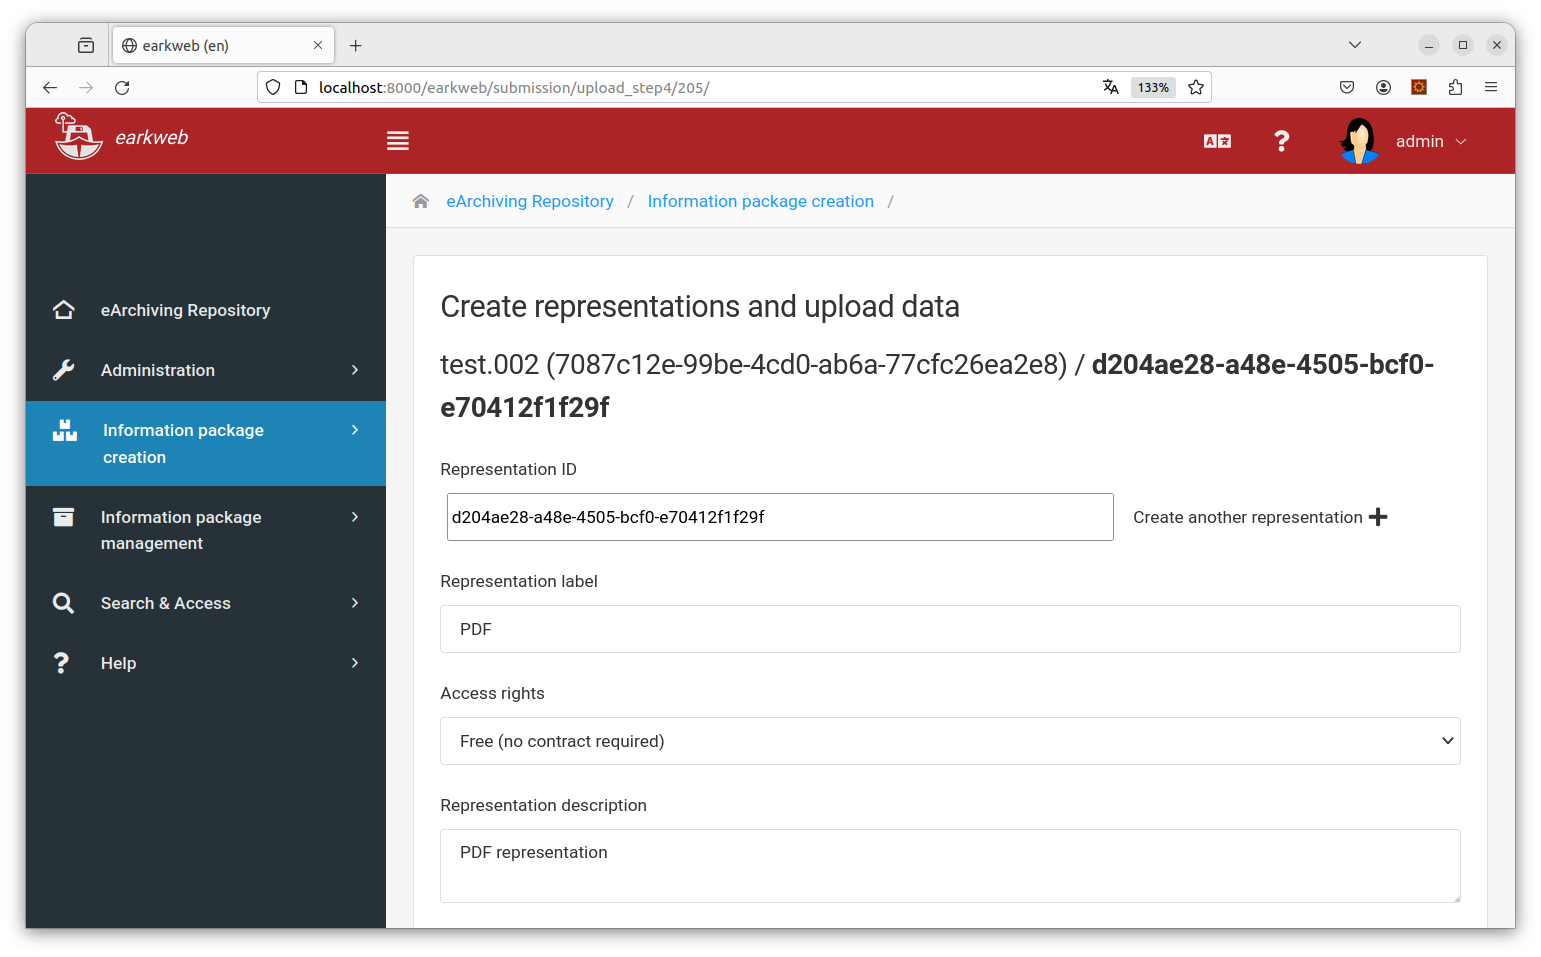 earkweb (en)
localhost:8000/earkweb/submission/upload_step4/205/
133%
earkweb
admin
eArchiving Repository / Information package creation /
eArchiving Repository
Administration
Information package
creation
Information package
management
Search & Access
Help
Create representations and upload data
test.002 (7087c12e-99be-4cd0-ab6a-77cfc26ea2e8) / d204ae28-a48e-4505-bcf0-
e70412f1f29f
Representation ID
d204ae28-a48e-4505-bcf0-e70412f1f29f
Create another representation
Representation label
PDF
Access rights
Free (no contract required)
Representation description
PDF representation